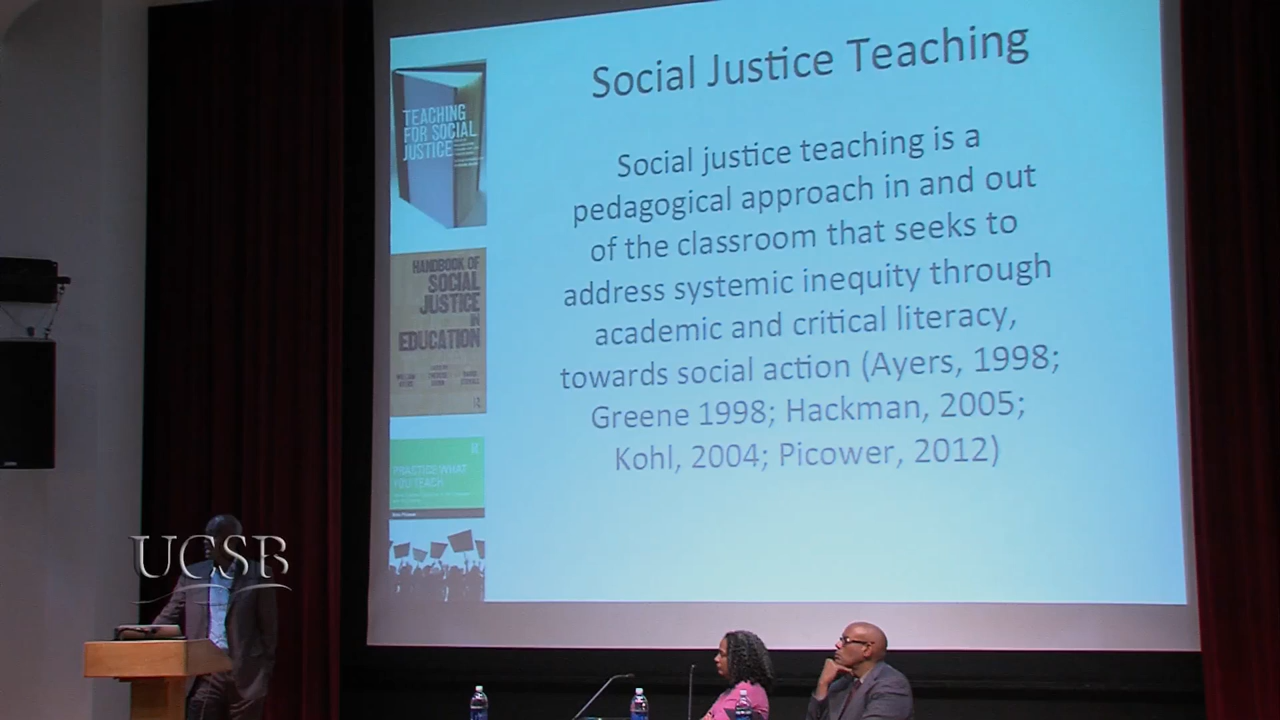 Social Justice Teaching
Social justice teaching is a
pedagogical approach in and out
of the classroom that seeks to
address systemic inequity through
academic and critical literacy,
towards social action (Ayers, 1998;
Greene 1998; Hackman, 2005;
Kohl, 2004; Picower, 2012)
TEACHING
FOR SOCIAL
JUSTICE
HANDBOOK OF
SOCIAL
JUSTICE
IN
EDUCATION
PRACTICE WHAT
YOU TEACH
UCSB